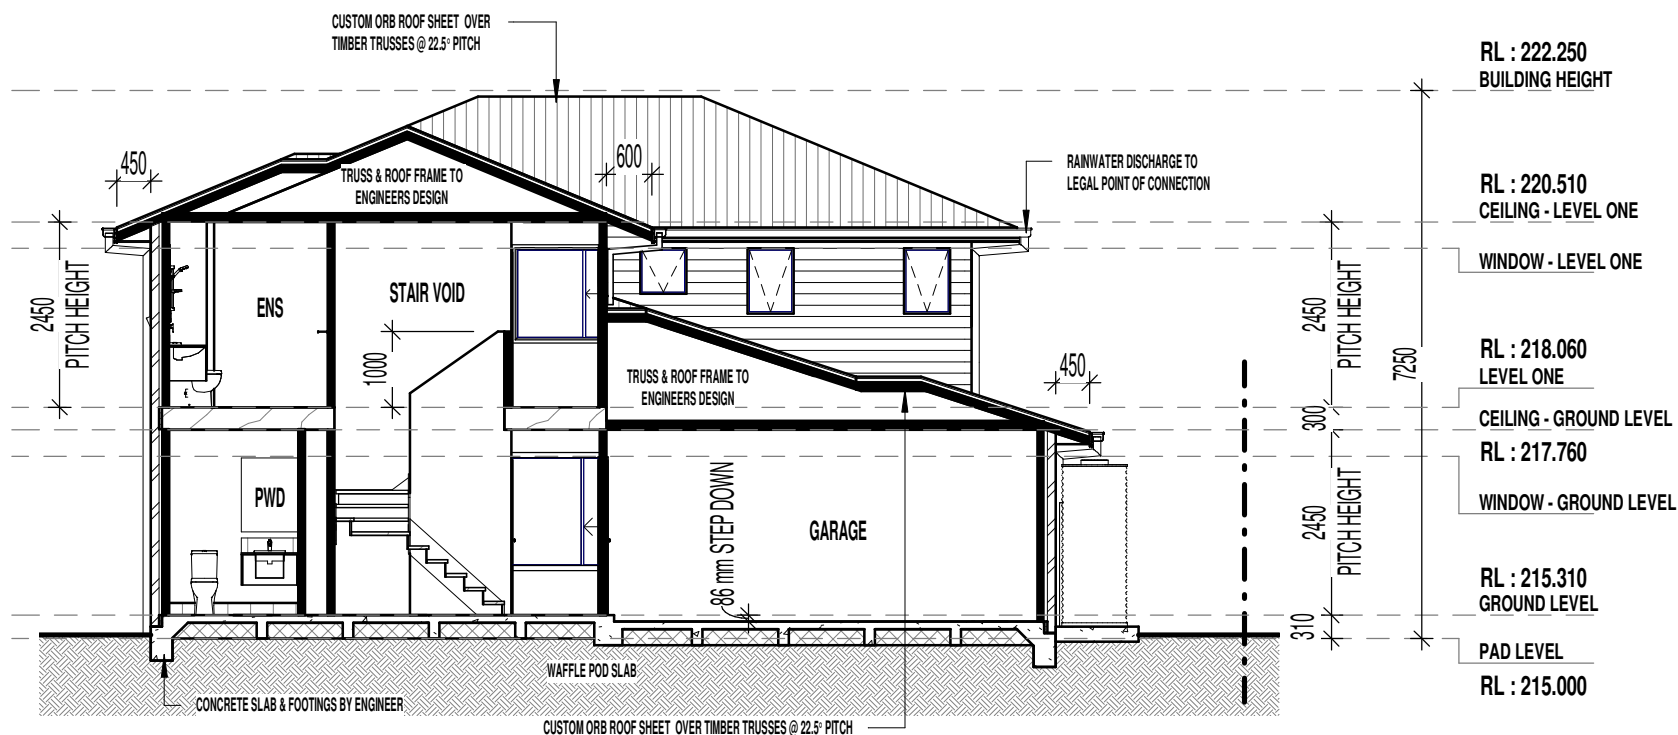 CUSTOM ORB ROOF SHEET OVER
TIMBER TRUSSES @ 22.5° PITCH
RL : 222.250
BUILDING HEIGHT
450
600
TRUSS & ROOF FRAME TO
ENGINEERS DESIGN
RAINWATER DISCHARGE TO
LEGAL POINT OF CONNECTION
RL : 220.510
CEILING - LEVEL ONE
WINDOW - LEVEL ONE
2450
PITCH HEIGHT
ENS
STAIR VOID
1000
TRUSS & ROOF FRAME TO
ENGINEERS DESIGN
450
2450
PITCH HEIGHT
7250
RL : 218.060
LEVEL ONE
300
CEILING - GROUND LEVEL
RL : 217.760
WINDOW - GROUND LEVEL
PWD
86 mm STEP DOWN
GARAGE
2450
PITCH HEIGHT
RL : 215.310
GROUND LEVEL
310
PAD LEVEL
RL : 215.000
WAFFLE POD SLAB
CONCRETE SLAB & FOOTINGS BY ENGINEER
CUSTOM ORB ROOF SHEET OVER TIMBER TRUSSES @ 22.5° PITCH